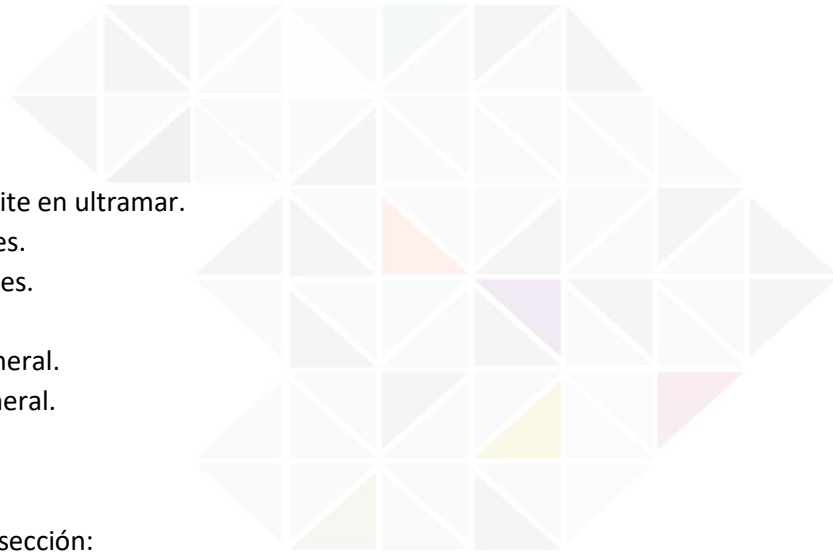 ite en ultramar.
es.
es.
neral.
neral.
sección: